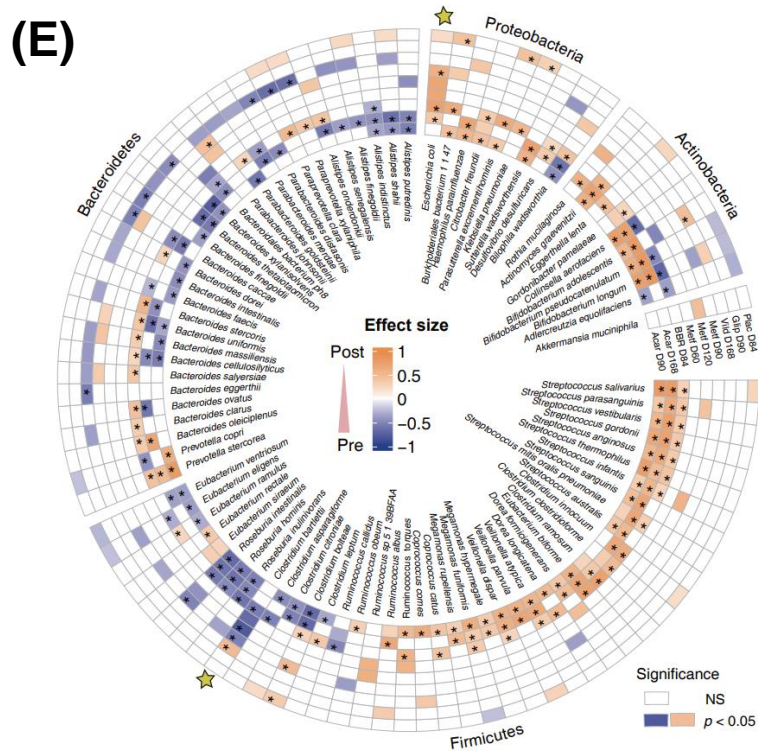 (E)
Proteobacteria
Escherichia coli
Burkholderiales bacterium 1 1 47
Haemophilus parainfluenzae
Citrobacter freundii
Parasutterella excrementihominis
Klebsiella pneumoniae
Sutterella wadsworthensis
Desulfovibrio desulfuricans
Bilophila wadsworthia
Actinobacteria
Rothia mucilaginosa
Actinomyces graevenitzii
Eggerthella lenta
Gordonibacter pamelaeae
Collinsella aerofaciens
Bifidobacterium adolescentis
Bifidobacterium pseudocatenulatum
Bifidobacterium longum
Adlercreutzia equolifaciens
Akkermansia muciniphila
Plac D84
Glip D90
Vild D168
Metf D90
Metf D120
Metf D60
BBR D84
Acar D168
Acar D90
Streptococcus salivarius
Streptococcus parasanguinis
Streptococcus vestibularis
Streptococcus gordonii
Streptococcus anginosus
Streptococcus thermophilus
Streptococcus infantis
Streptococcus sanguinis
Streptococcus australis
Streptococcus mitis oralis pneumoniae
Clostridium innocuum
Clostridium clostridioforme
Clostridium ramosum
Eubacterium biforme
Dorea formicigenerans
Dorea longicatena
Veillonella atypica
Veillonella parvula
Veillonella dispar
Megamonas hypermegale
Megamonas funiformis
Megamonas rupellensis
Coprococcus catus
Coprococcus comes
Ruminococcus torques
Ruminococcus albus
Ruminococcus sp 5 1 39BFAA
Ruminococcus obeum
Ruminococcus callidus
Clostridium leptum
Clostridium bolteae
Clostridium citroniae
Clostridium asparagiforme
Clostridium bartlettii
Roseburia inulinivorans
Roseburia hominis
Roseburia intestinalis
Eubacterium siraeum
Eubacterium rectale
Eubacterium ramulus
Eubacterium eligens
Eubacterium ventriosum
Firmicutes
Prevotella stercorea
Prevotella copri
Bacteroides oleiciplenus
Bacteroides clarus
Bacteroides ovatus
Bacteroides eggerthii
Bacteroides salyersiae
Bacteroides cellulosilyticus
Bacteroides massiliensis
Bacteroides uniformis
Bacteroides stercoris
Bacteroides faecis
Bacteroides intestinalis
Bacteroides dorei
Bacteroides caccae
Bacteroides finegoldii
Bacteroides thetaiotaomicron
Bacteroides xylanisolvens
Bacteroidales bacterium ph8
Parabacteroides johnsonii
Parabacteroides goldsteinii
Parabacteroides merdae
Parabacteroides distasonis
Paraprevotella clara
Paraprevotella xylaniphila
Alistipes onderdonkii
Alistipes senegalensis
Alistipes finegoldii
Alistipes indistinctus
Alistipes shahii
Alistipes putredinis
Bacteroidetes
Effect size
Post
Pre
1
0.5
0
−0.5
−1
Significance
NS
p < 0.05